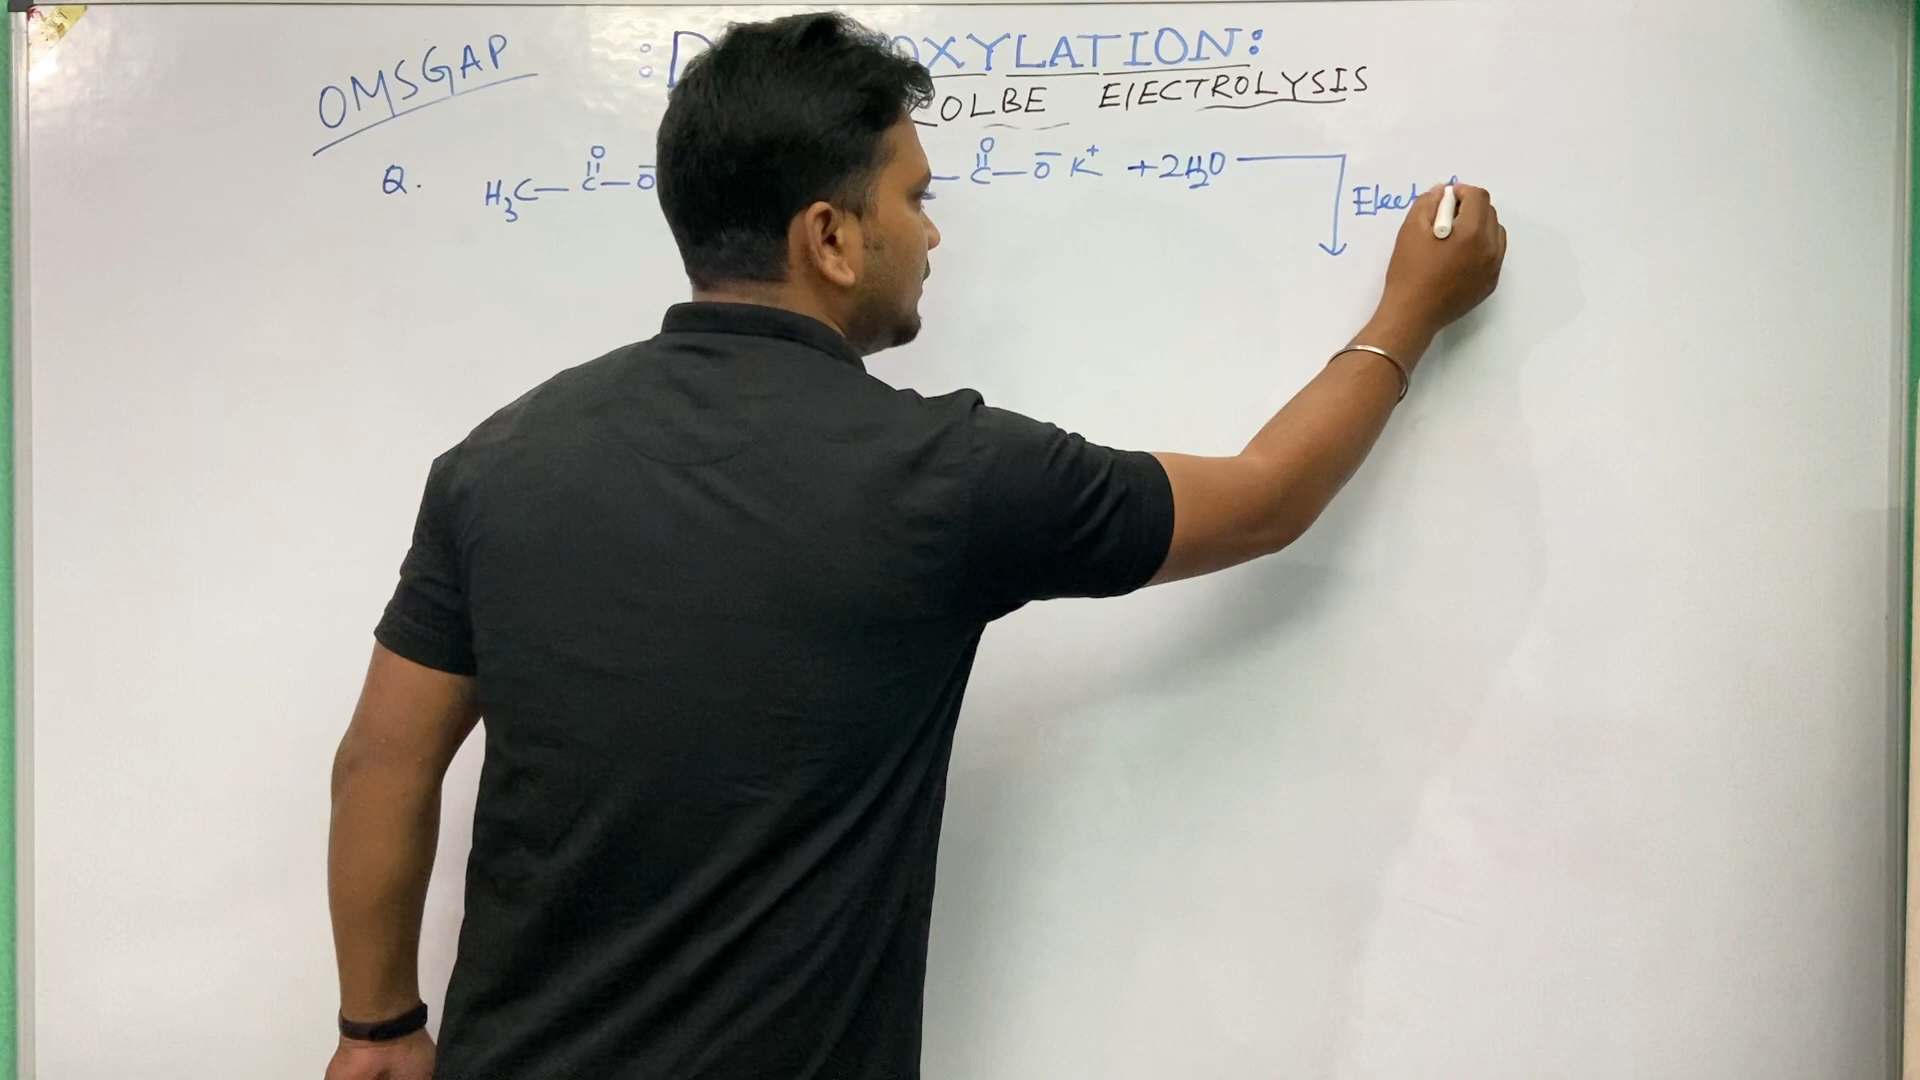 OMSGAP
: D OXYLATION:
OLBE ElECTROLYSIS
Q. H₃C—C—O⁻ —C—O⁻ K⁺ +2H₂O
O O
Elect